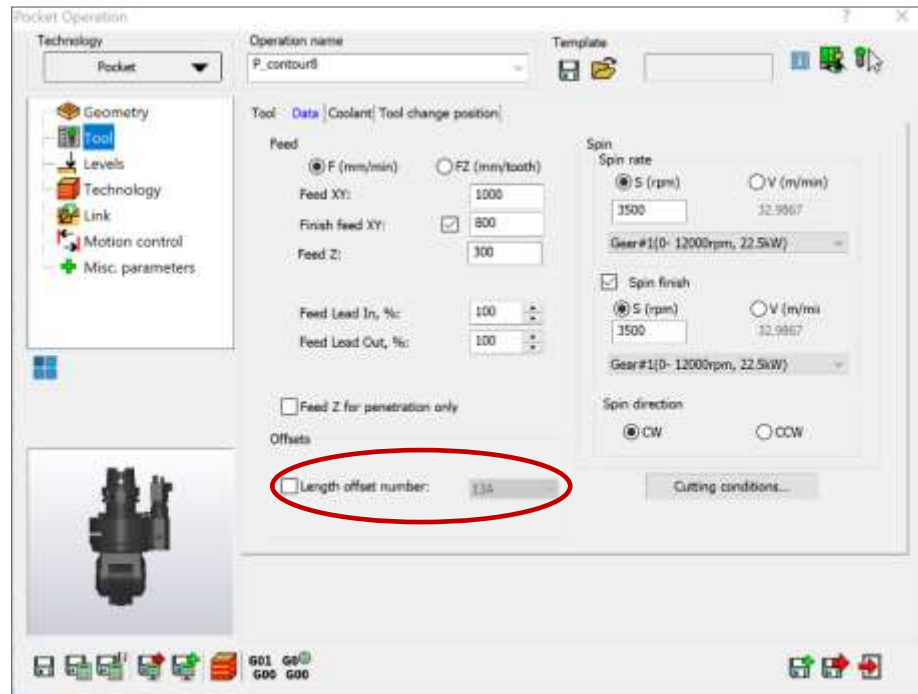 Pocket Operation
? X
Technology
Operation name
Template
Pocket
P_contour8
Geometry
Tool
Levels
Technology
Link
Motion control
Misc. parameters
Tool Data Coolant Tool change position
Feed
F (mm/min) FZ (mm/tooth)
Feed XY: 1000
Finish feed XY: 800
Feed Z: 300
Feed Lead In, %: 100
Feed Lead Out, %: 100
Feed Z for penetration only
Offsets
Length offset number: 134
Spin
Spin rate
S (rpm) V (m/min)
3500 32.9867
Gear#1(0- 12000rpm, 22.5kW)
Spin finish
S (rpm) V (m/mi
3500 32.9867
Gear#1(0- 12000rpm, 22.5kW)
Spin direction
CW CCW
Cutting conditions...
G01 G0
G00 G00